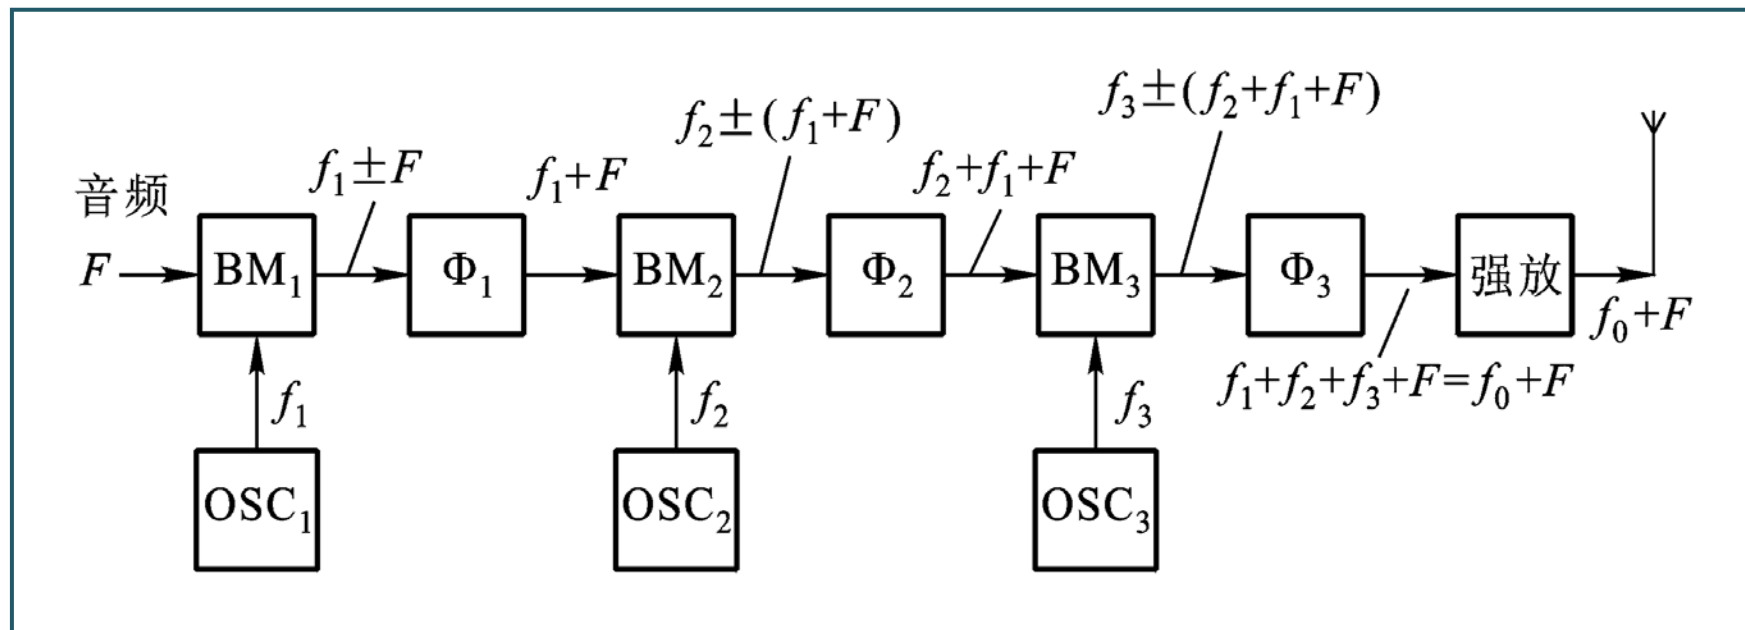 音频
F
BM₁
f₁±F
Φ₁
f₁+F
BM₂
f₂±(f₁+F)
Φ₂
f₂+f₁+F
BM₃
f₃±(f₂+f₁+F)
Φ₃
f₁+f₂+f₃+F=f₀+F
强放
f₀+F
f₁
f₂
f₃
OSC₁
OSC₂
OSC₃